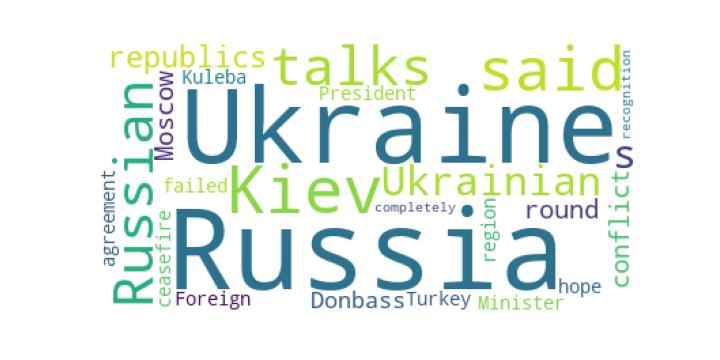 republics
talks
said
recognition
Kuleba
President
Moscow
Russian
Ukraine
s
agreement
failed
Kiev
Ukrainian
conflict
completely
round
region
ceasefire
Russia
hope
Foreign
Donbass
Turkey
Minister